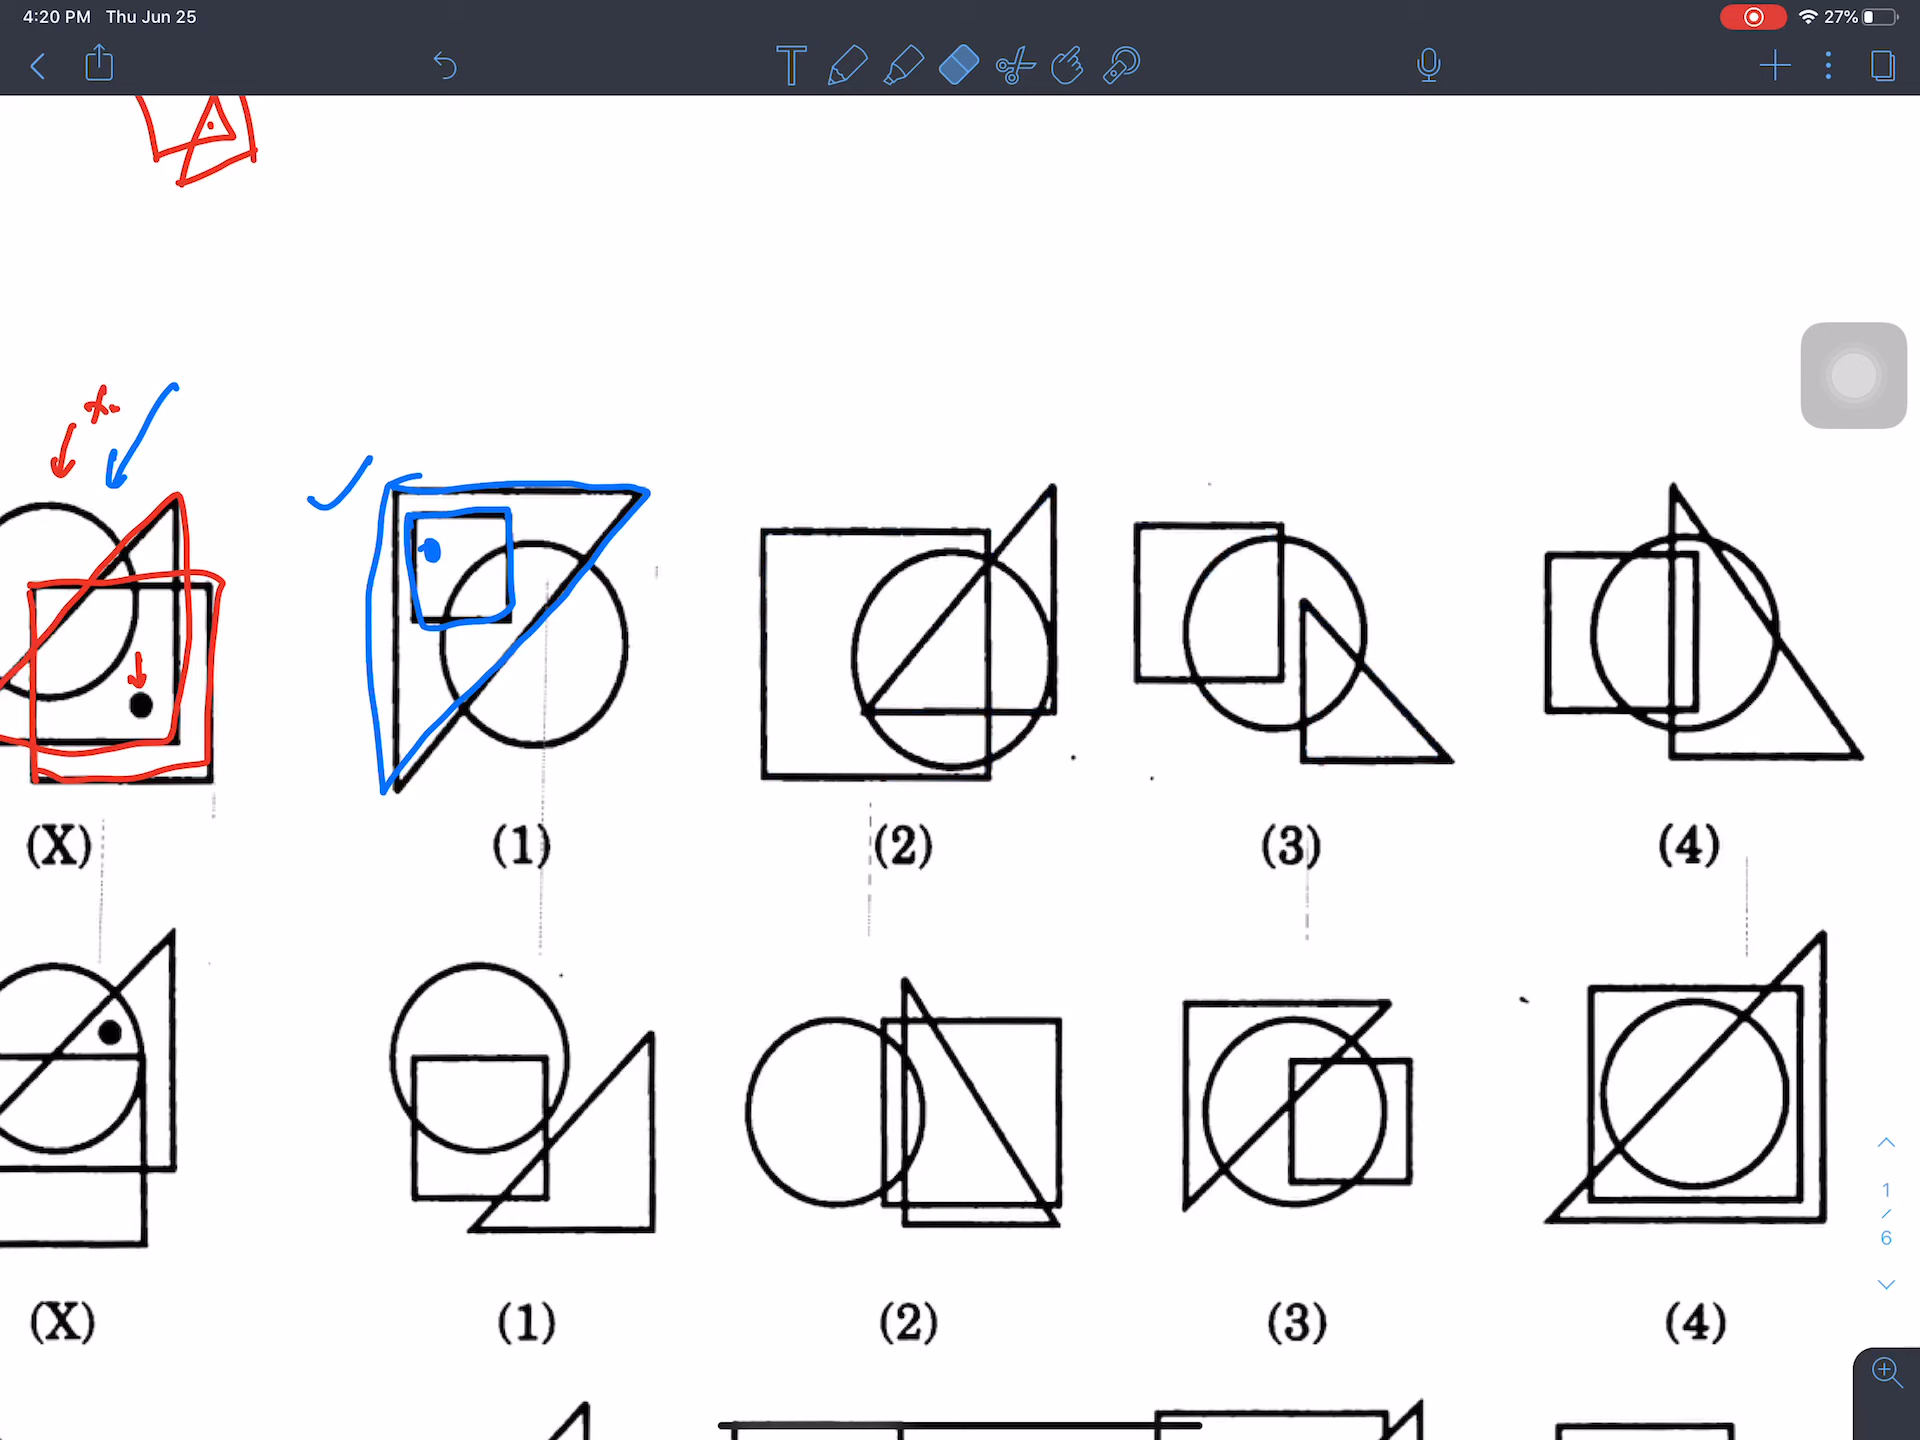 4:20 PM Thu Jun 25
27%
T
x.
(X) (1) (2) (3) (4)
(X) (1) (2) (3) (4)
1
/
6